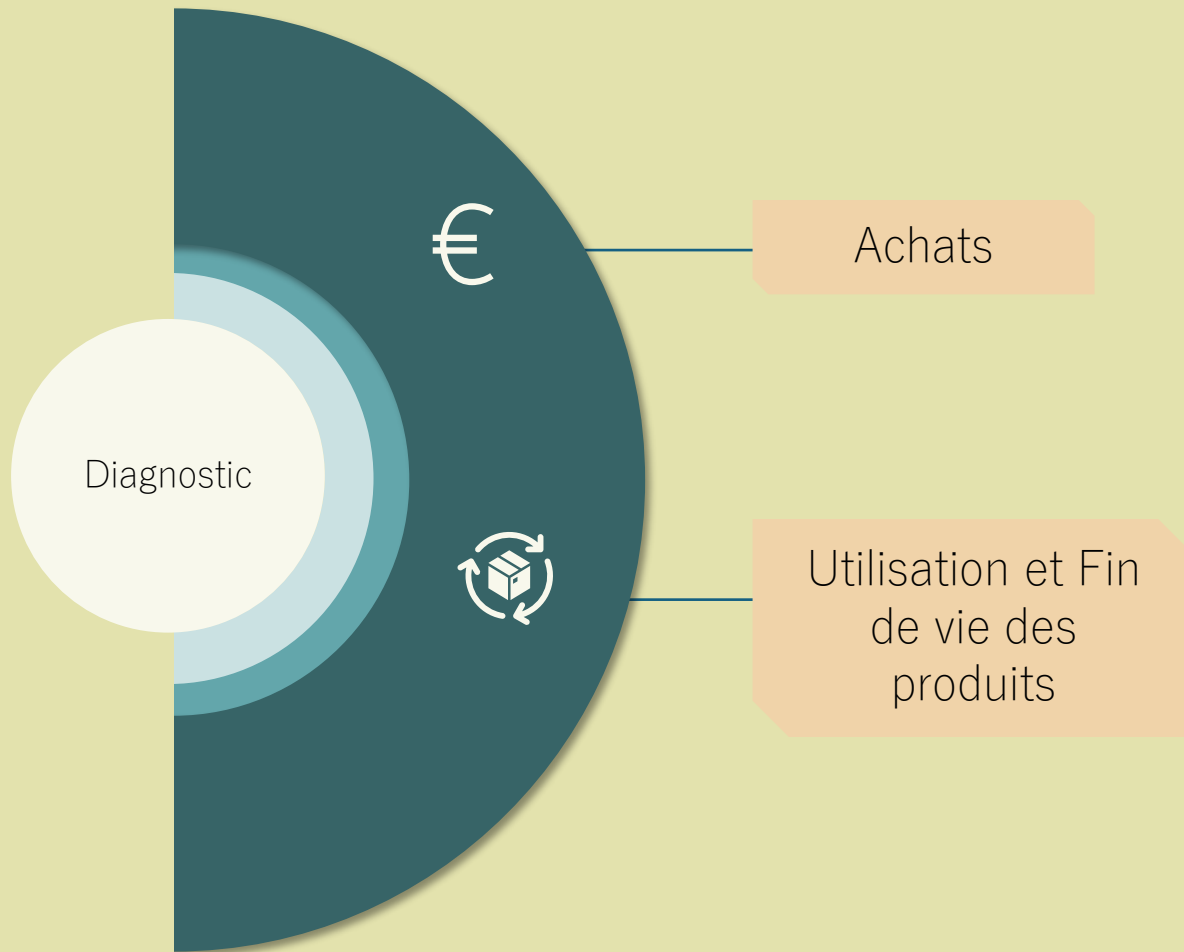 €
Achats
Diagnostic
Utilisation et Fin
de vie des
produits